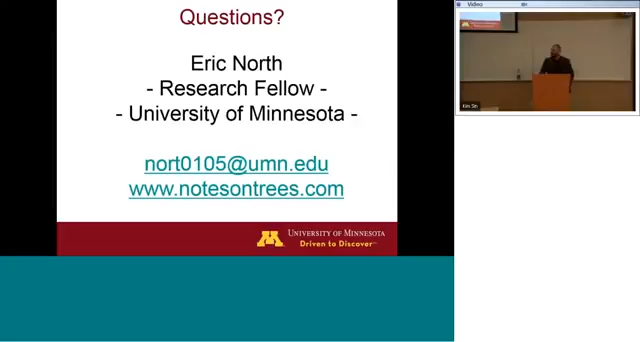 Questions?
Eric North
- Research Fellow -
- University of Minnesota -
nort0105@umn.edu
www.notesontrees.com
UNIVERSITY OF MINNESOTA
Driven to Discover
Video
Kim Sin